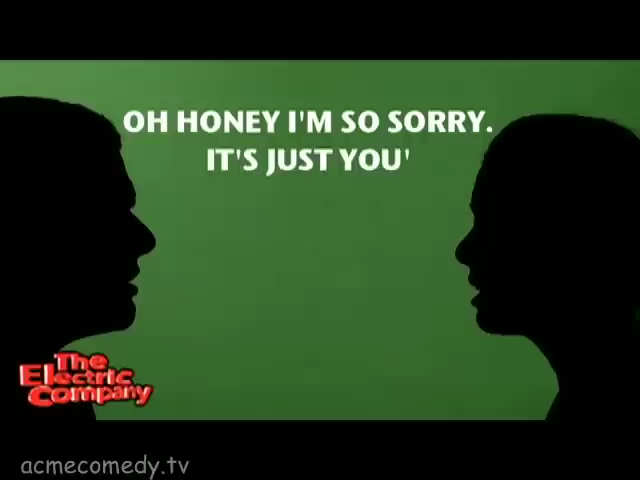 OH HONEY I'M SO SORRY.
IT'S JUST YOU'
The
Electric
Company
acmecomedy.tv